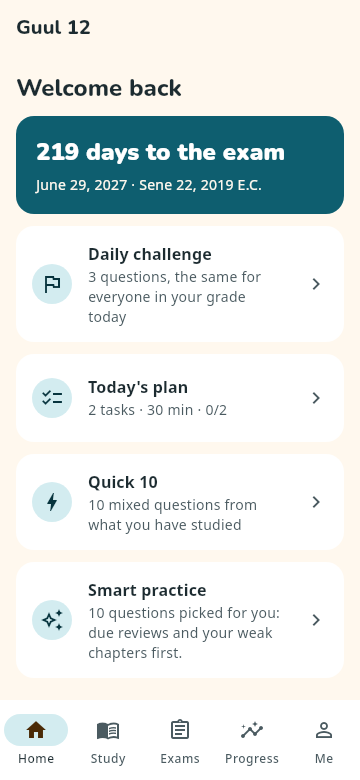 Guul 12
Welcome back
219 days to the exam
June 29, 2027 · Sene 22, 2019 E.C.
Daily challenge
3 questions, the same for
everyone in your grade
today
Today's plan
2 tasks · 30 min · 0/2
Quick 10
10 mixed questions from
what you have studied
Smart practice
10 questions picked for you:
due reviews and your weak
chapters first.
Home
Study
Exams
Progress
Me